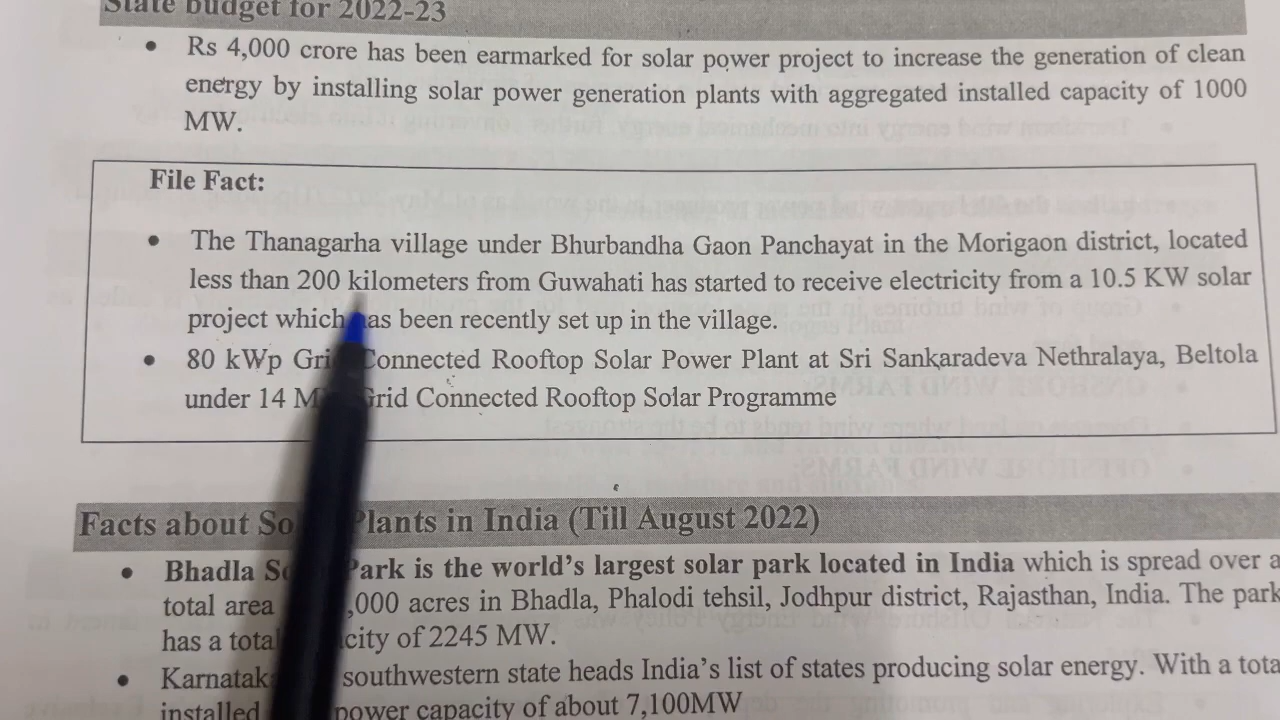 State budget for 2022-23
• Rs 4,000 crore has been earmarked for solar power project to increase the generation of clean
energy by installing solar power generation plants with aggregated installed capacity of 1000
MW.
File Fact:
• The Thanagarha village under Bhurbandha Gaon Panchayat in the Morigaon district, located
less than 200 kilometers from Guwahati has started to receive electricity from a 10.5 KW solar
project which has been recently set up in the village.
• 80 kWp Grid Connected Rooftop Solar Power Plant at Sri Sankaradeva Nethralaya, Beltola
under 14 Grid Connected Rooftop Solar Programme
Facts about Solar Plants in India (Till August 2022)
• Bhadla Solar Park is the world's largest solar park located in India which is spread over a
total area ,000 acres in Bhadla, Phalodi tehsil, Jodhpur district, Rajasthan, India. The park
has a total capacity of 2245 MW.
• Karnataka southwestern state heads India's list of states producing solar energy. With a total
installed power capacity of about 7,100MW